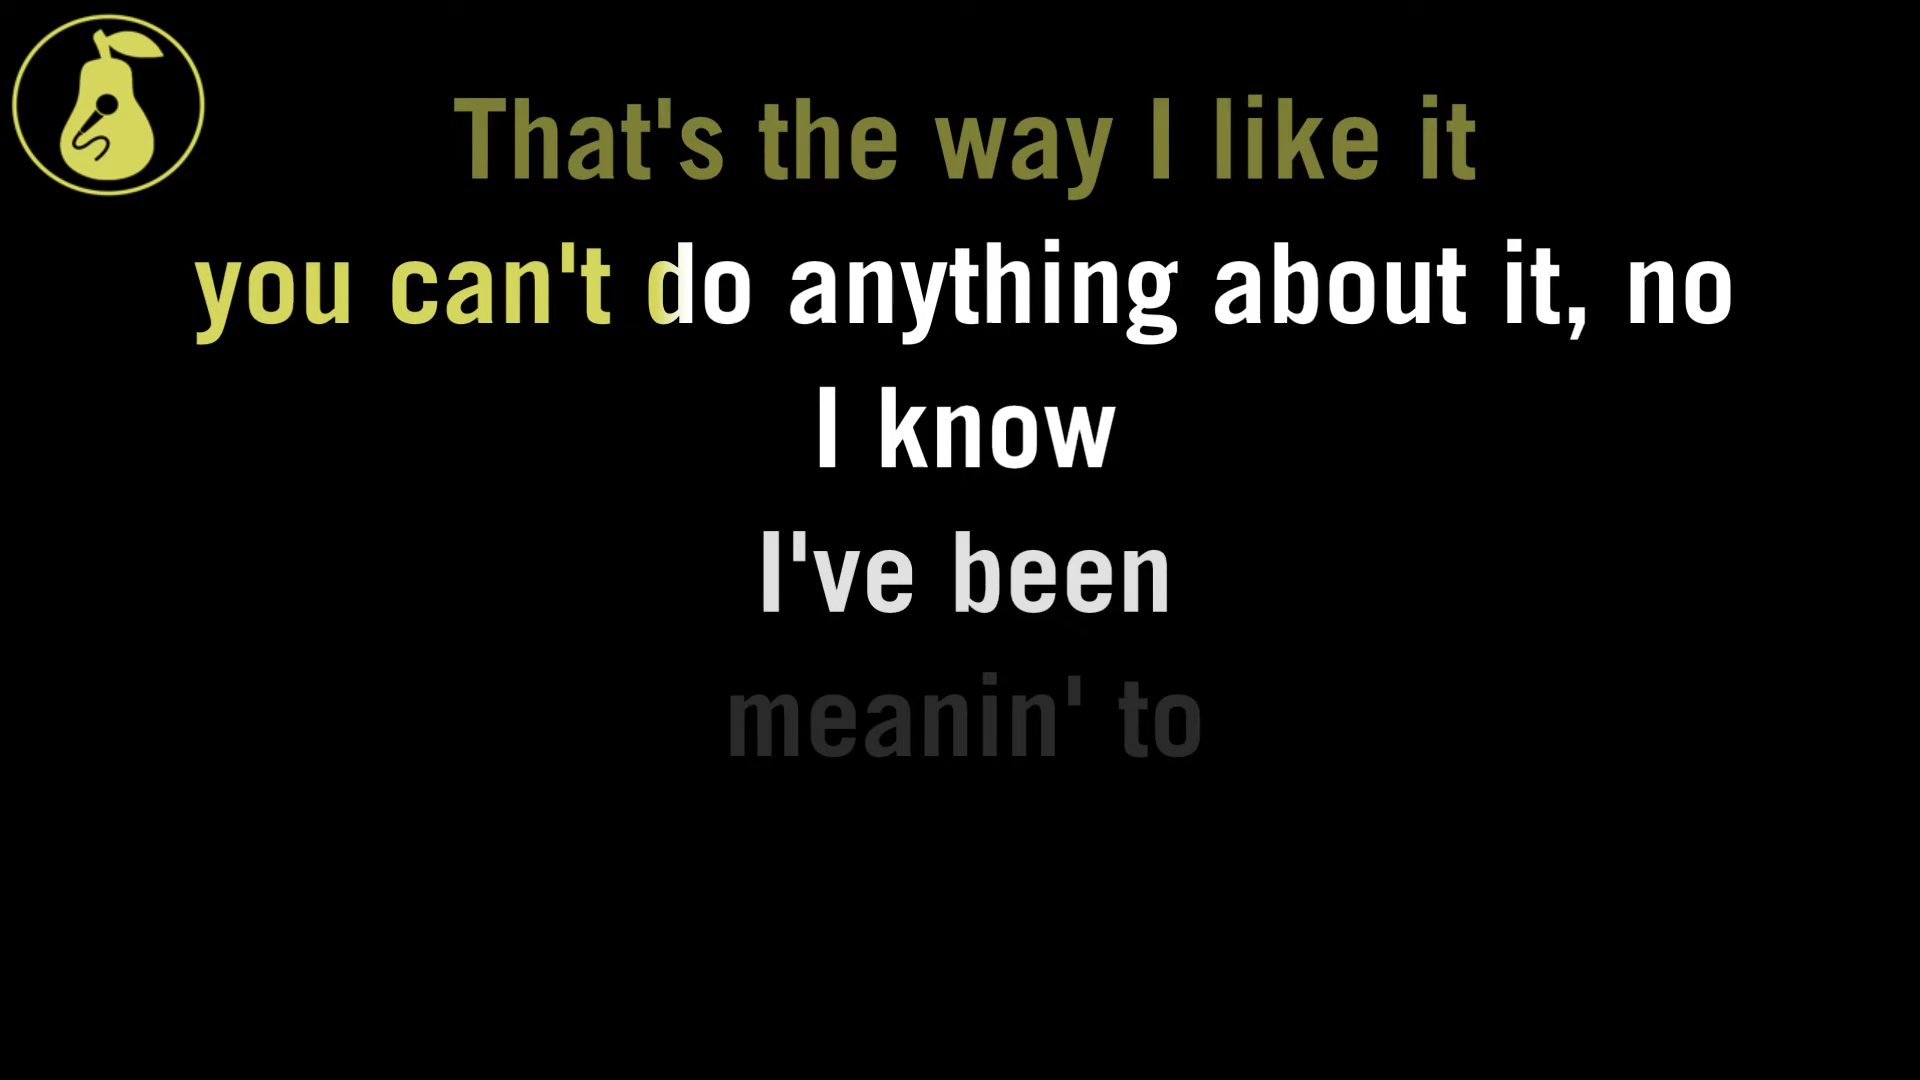 That's the way I like it
you can't do anything about it, no
I know
I've been
meanin' to